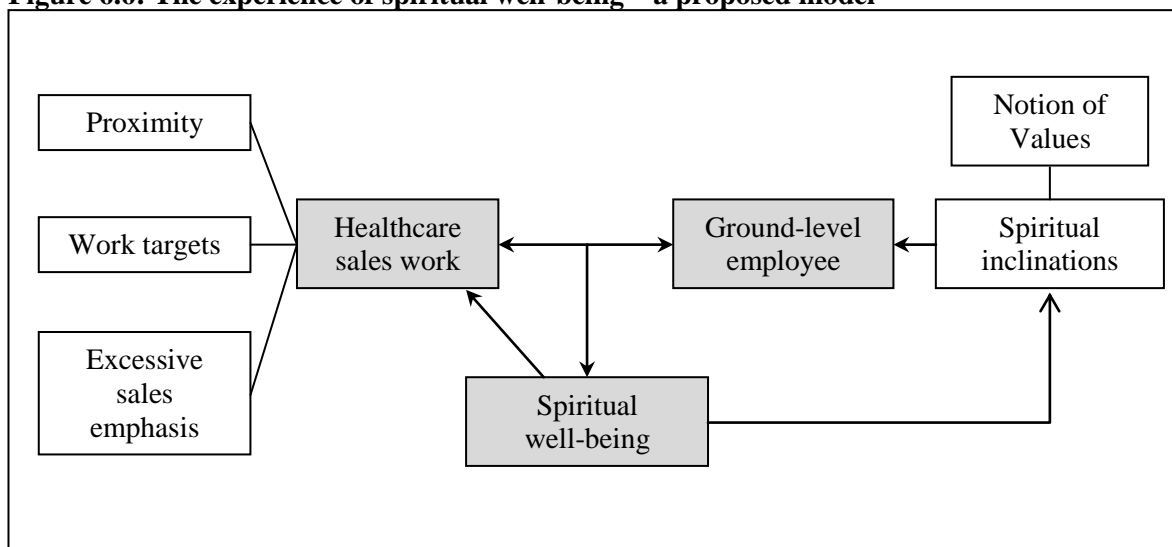 Figure 6.6: The experience of spiritual well-being – a proposed model
Proximity
Work targets
Excessive
sales
emphasis
Healthcare
sales work
Ground-level
employee
Notion of
Values
Spiritual
inclinations
Spiritual
well-being